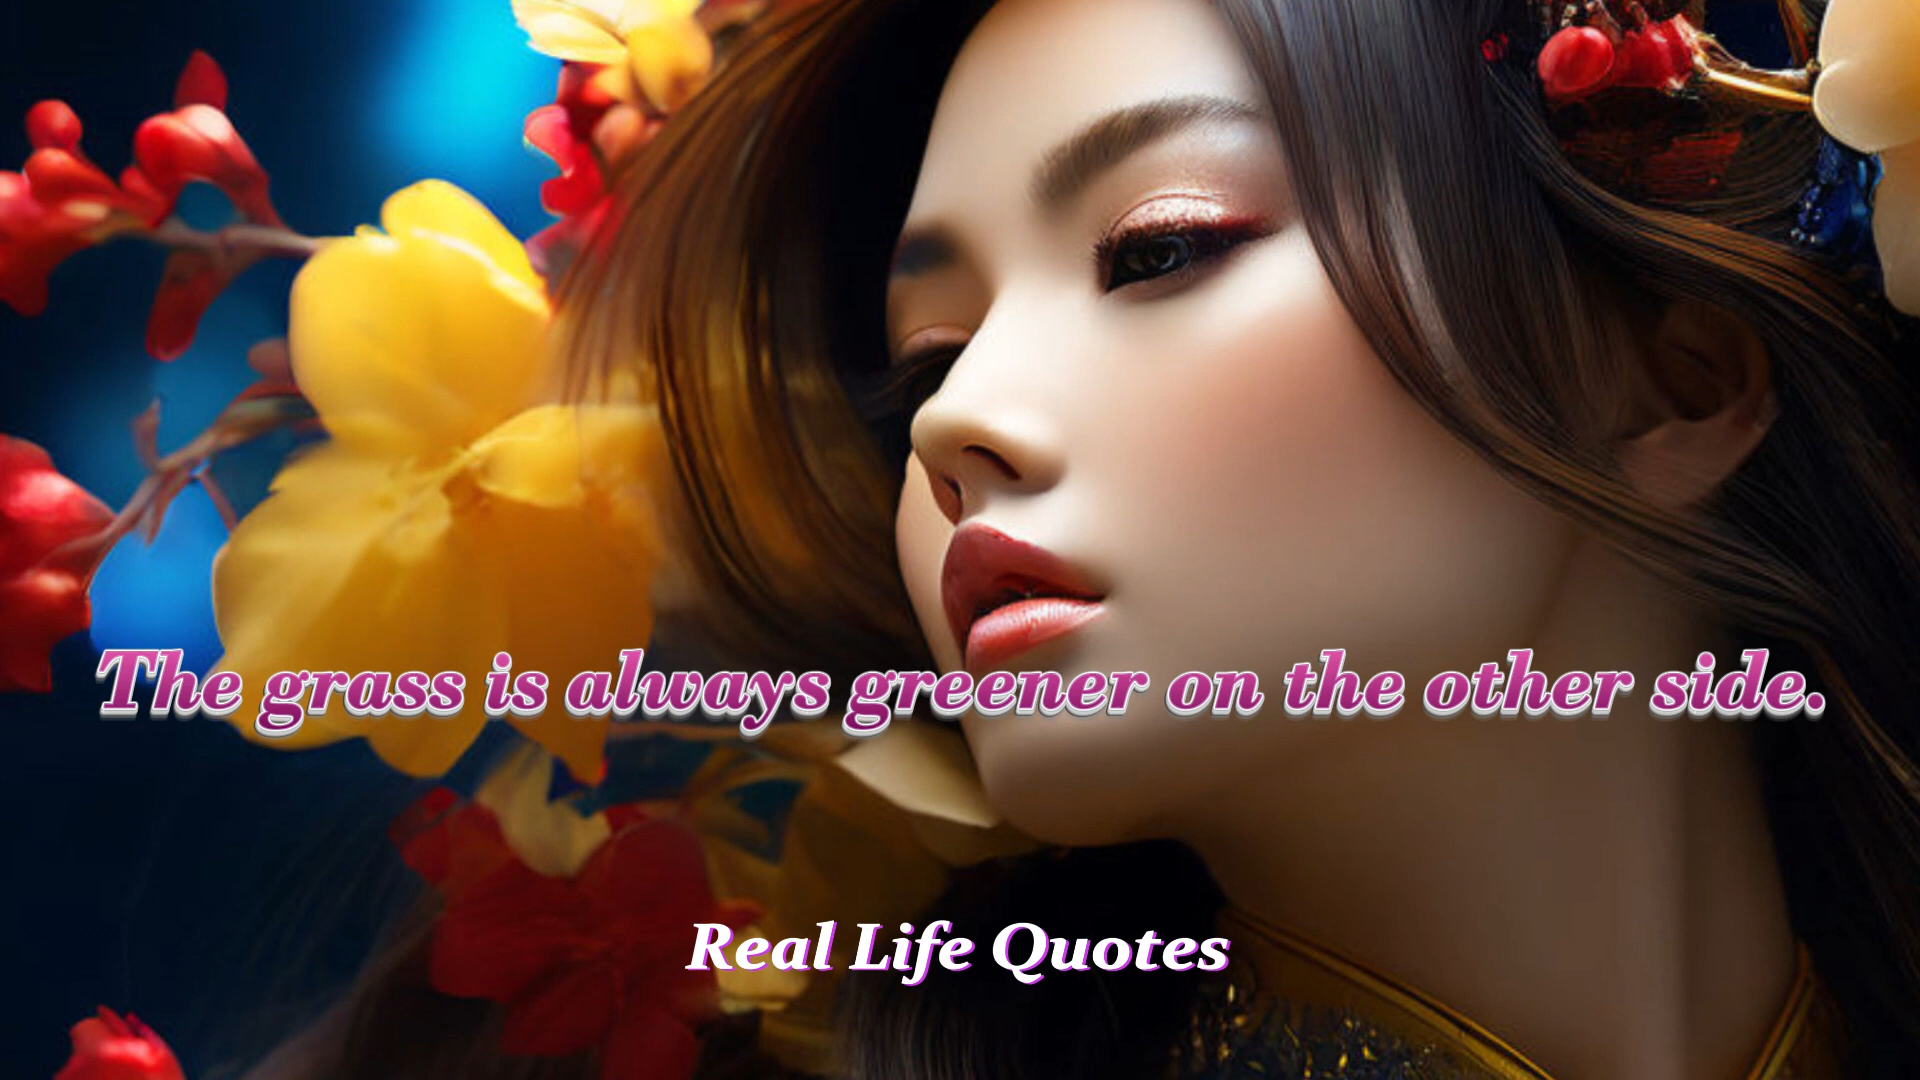 The grass is always greener on the other side.
Real Life Quotes